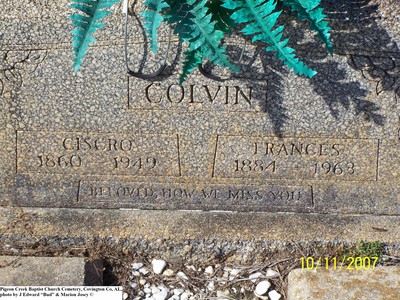 COLVIN
CISCRO
1860 1949
FRANCES
1884 1963
BELOVED, HOW WE MISS YOU
10/11/2007
Pigeon Creek Baptist Church Cemetery, Covington Co, AL,
photo by J Edward "Bud" & Marian Josey ©